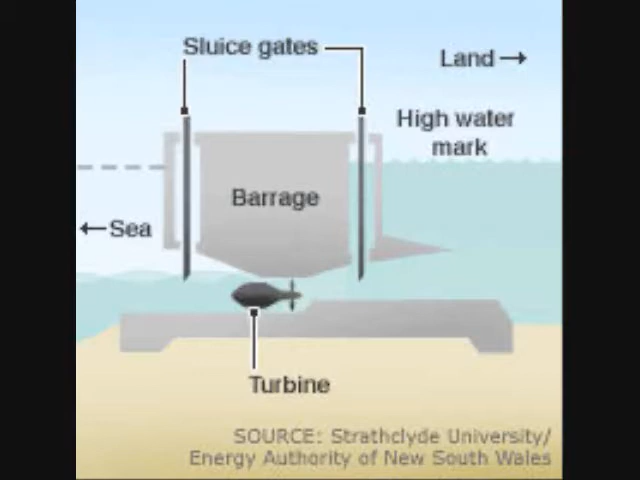 Sluice gates
Land →
High water
mark
Barrage
← Sea
Turbine
SOURCE: Strathclyde University/
Energy Authority of New South Wales